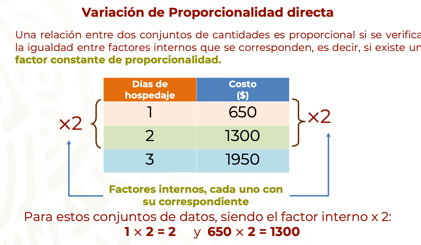 Variación de Proporcionalidad directa
Una relación entre dos conjuntos de cantidades es proporcional si se verifica
la igualdad entre factores internos que se corresponden, es decir, si existe un
factor constante de proporcionalidad.
Días de hospedaje Costo ($)
1 650
2 1300
3 1950
×2 ×2
Factores internos, cada uno con
su correspondiente
Para estos conjuntos de datos, siendo el factor interno x 2:
1 × 2 = 2 y 650 × 2 = 1300